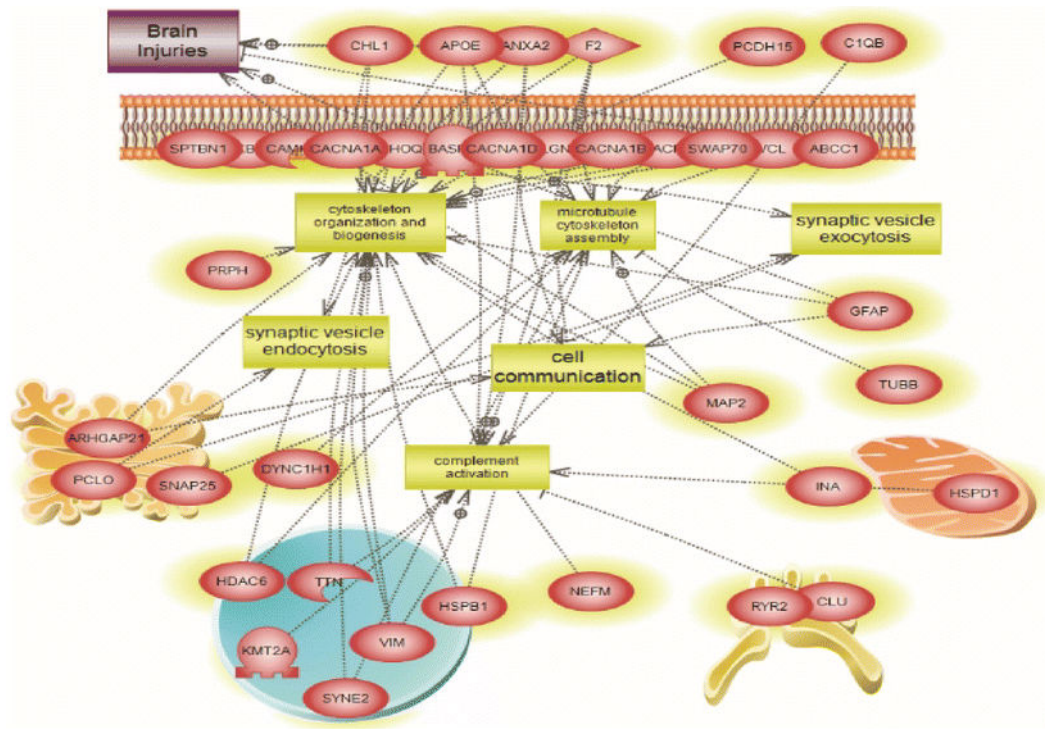 Brain
Injuries
CHL1
APOE
ANXA2
F2
PCDH15
C1QB
SPTBN1
CACNA1A
CACNA1D
CACNA1B
SWAP70
VCL
ABCC1
cytoskeleton
organization and
biogenesis
microtubule
cytoskeleton
assembly
synaptic vesicle
exocytosis
PRPH
GFAP
synaptic vesicle
endocytosis
cell
communication
TUBB
MAP2
ARHGAP21
PCLO
SNAP25
DYNC1H1
complement
activation
INA
HSPD1
HDAC6
TTN
HSPB1
NEFM
RYR2
CLU
KMT2A
VIM
SYNE2